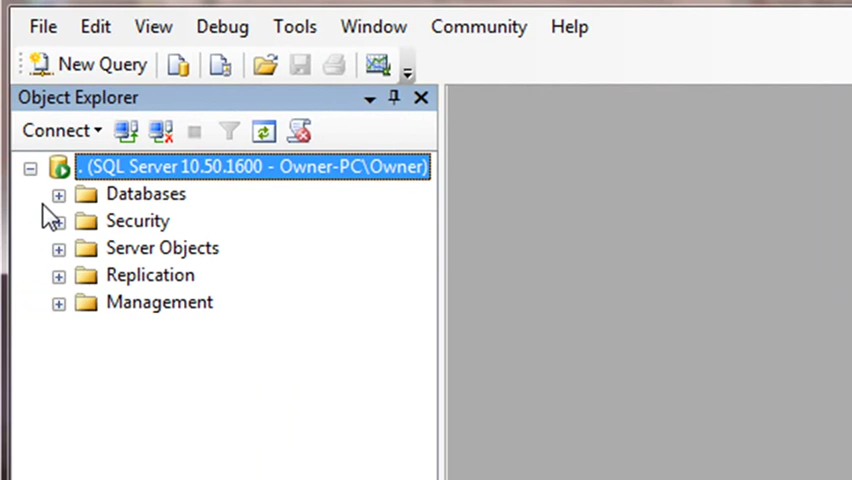 File Edit View Debug Tools Window Community Help
New Query
Object Explorer
Connect
. (SQL Server 10.50.1600 - Owner-PC\Owner)
Databases
Security
Server Objects
Replication
Management